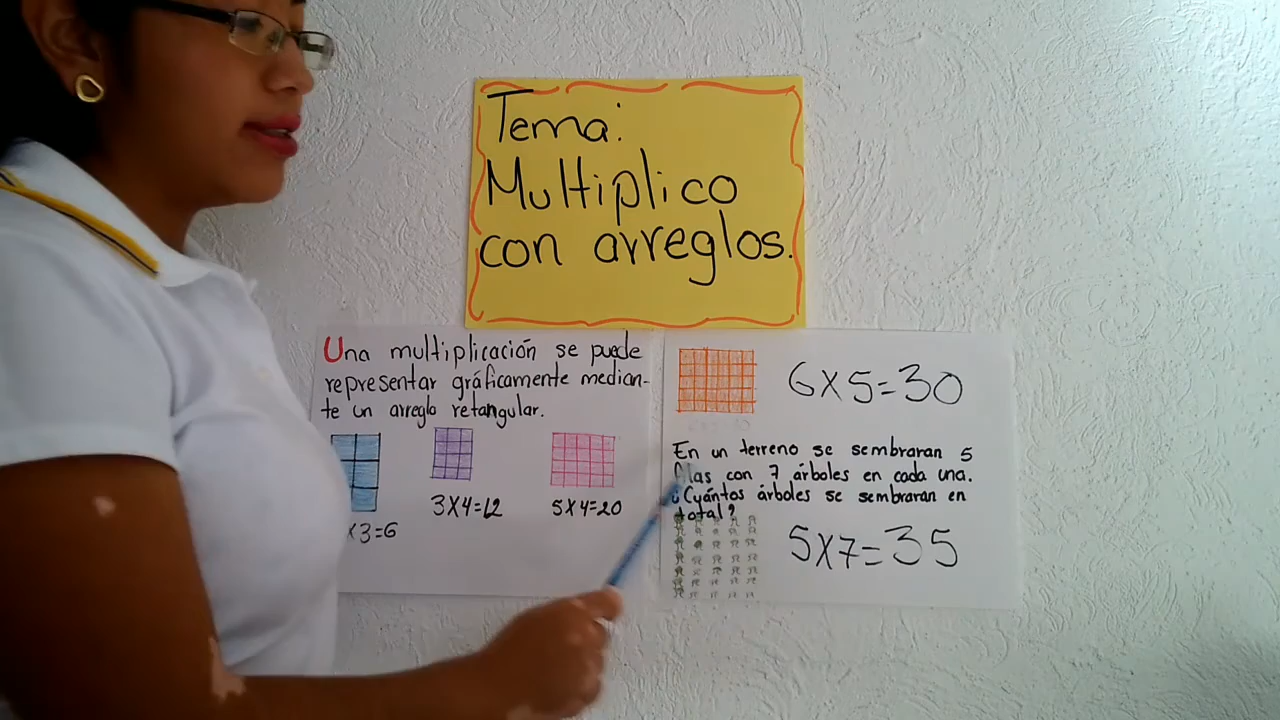 Tema:
Multiplico
con arreglos.
Una multiplicación se puede
representar gráficamente median-
te un arreglo retangular.
x3=6
3x4=12
5x4=20
6x5=30
En un terreno se sembraran 5
filas con 7 árboles en cada una.
¿Cuántos árboles se sembraran en
total?
5x7=35